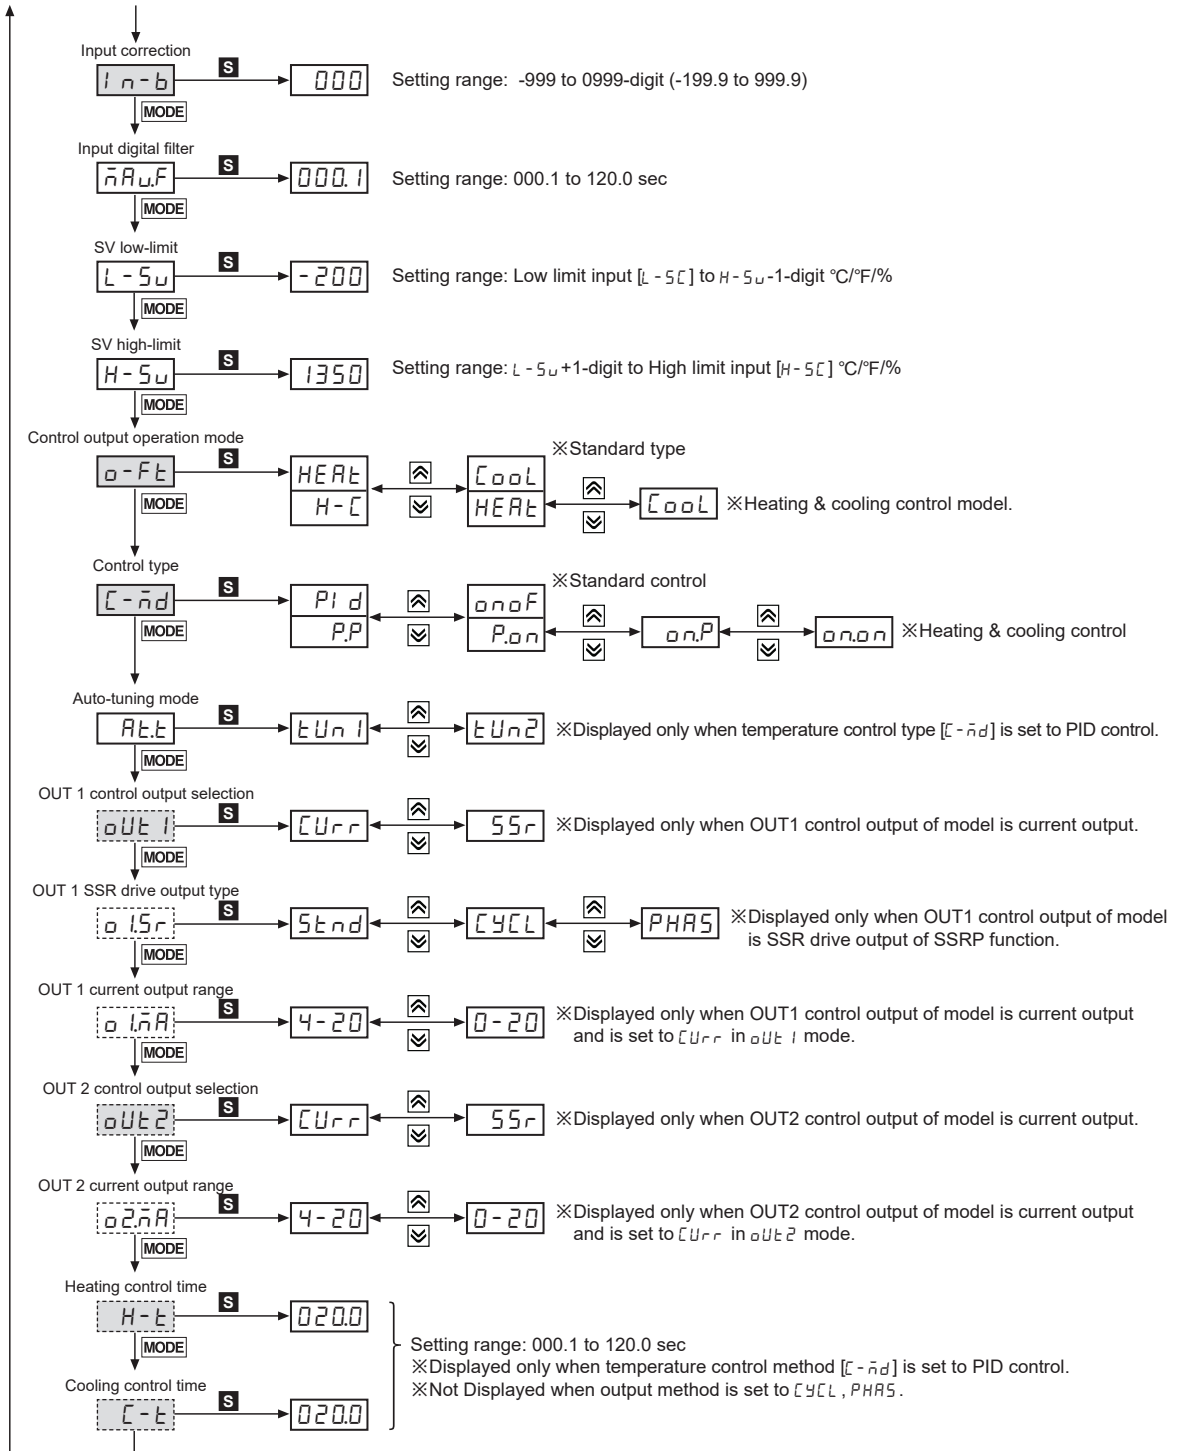 Input correction
In-b S 000 Setting range: -999 to 0999-digit (-199.9 to 999.9)
MODE
Input digital filter
mAu.F S 000.1 Setting range: 000.1 to 120.0 sec
MODE
SV low-limit
L-Su S -200 Setting range: Low limit input [L-SC] to H-Su-1-digit °C/°F/%
MODE
SV high-limit
H-Su S 1350 Setting range: L-Su+1-digit to High limit input [H-SC] °C/°F/%
MODE
Control output operation mode
※Standard type
o-Ft S HEAt CooL
H-C HEAt CooL ※Heating & cooling control model.
MODE
Control type
※Standard control
C-md S PId onoF
P.P P.on on.P on.on ※Heating & cooling control
MODE
Auto-tuning mode
At.t S tUn1 tUn2 ※Displayed only when temperature control type [C-md] is set to PID control.
MODE
OUT 1 control output selection
oUt1 S CUrr SSr ※Displayed only when OUT1 control output of model is current output.
MODE
OUT 1 SSR drive output type
o1.Sr S Stnd CYCL PHAS ※Displayed only when OUT1 control output of model
is SSR drive output of SSRP function.
MODE
OUT 1 current output range
o1.mA S 4-20 0-20 ※Displayed only when OUT1 control output of model is current output
and is set to CUrr in oUt1 mode.
MODE
OUT 2 control output selection
oUt2 S CUrr SSr ※Displayed only when OUT2 control output of model is current output.
MODE
OUT 2 current output range
o2.mA S 4-20 0-20 ※Displayed only when OUT2 control output of model is current output
and is set to CUrr in oUt2 mode.
MODE
Heating control time
H-t S 020.0
MODE
Setting range: 000.1 to 120.0 sec
※Displayed only when temperature control method [C-md] is set to PID control.
※Not Displayed when output method is set to CYCL, PHAS.
Cooling control time
C-t S 020.0